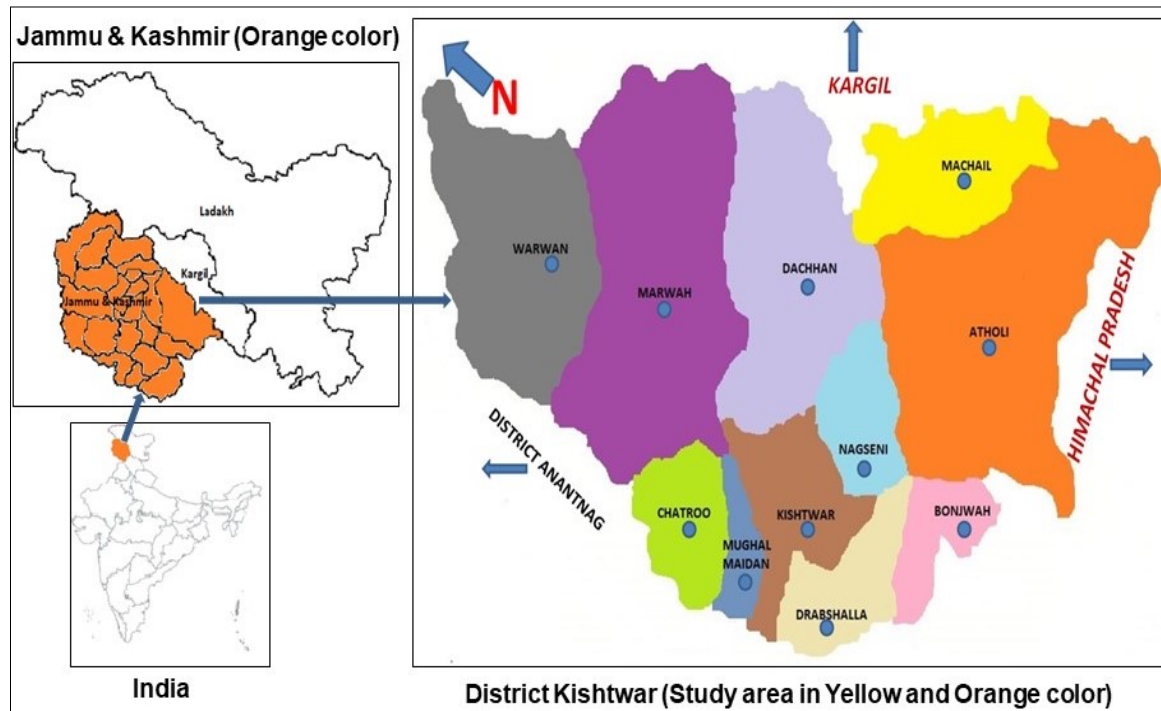 Jammu & Kashmir (Orange color)
Ladakh
Kargil
Jammu & Kashmir
India
N
KARGIL
MACHAIL
WARWAN
DACHHAN
MARWAH
ATHOLI
HIMACHAL PRADESH
DISTRICT ANANTNAG
NAGSENI
CHATROO
KISHTWAR
BONJWAH
MUGHAL
MAIDAN
DRABSHALLA
District Kishtwar (Study area in Yellow and Orange color)